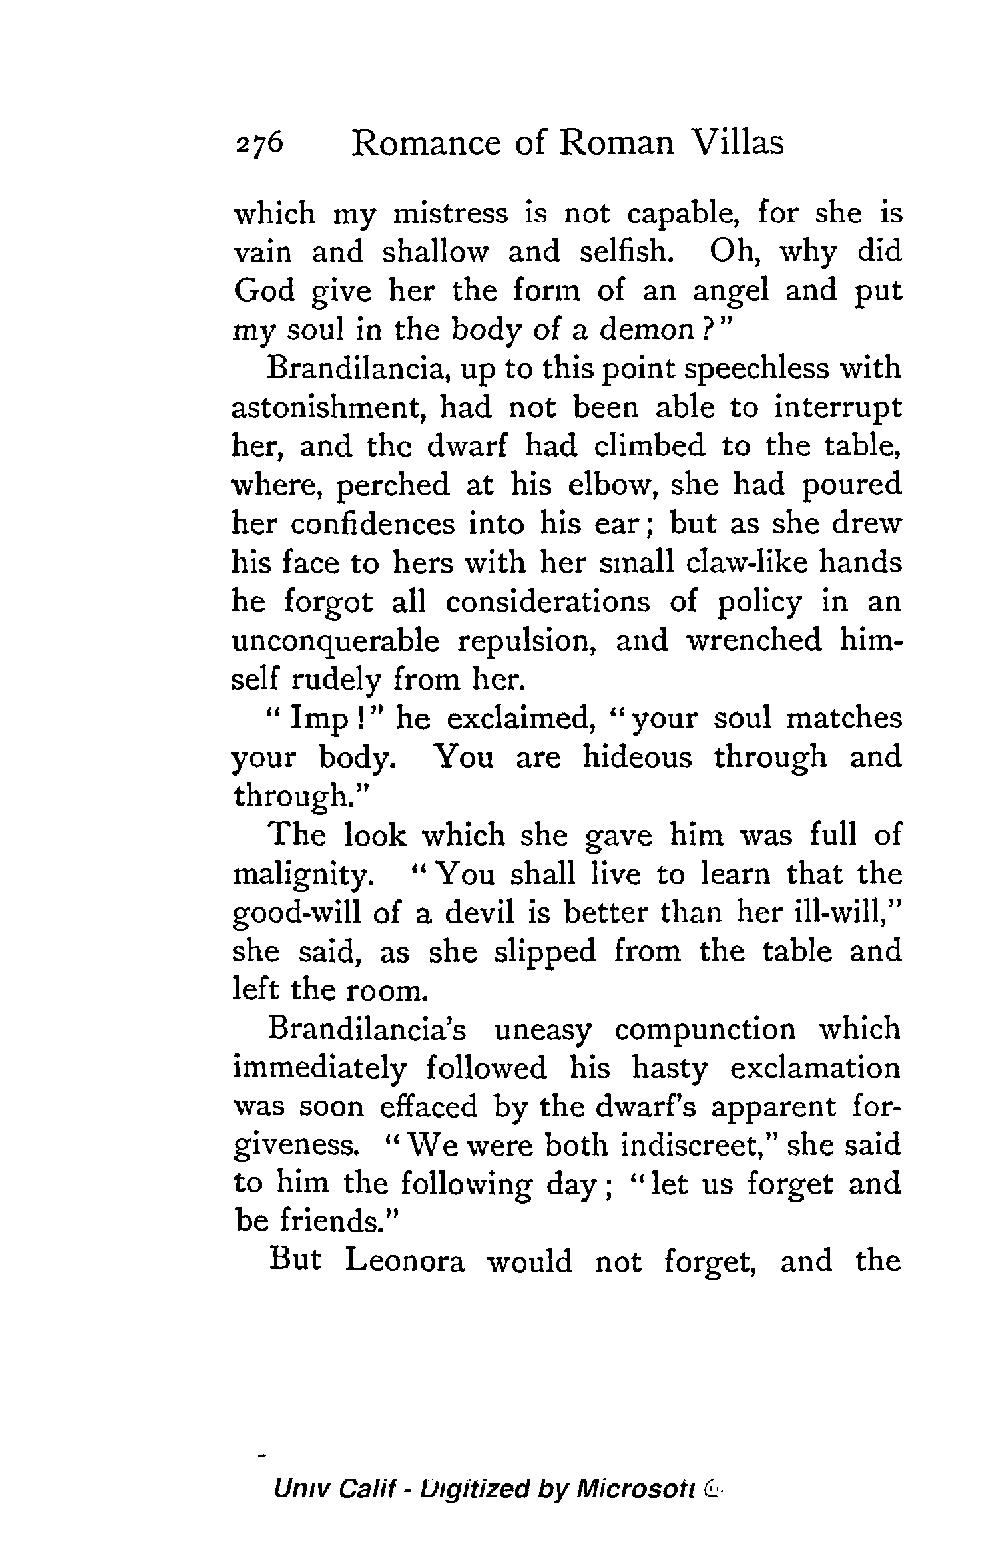 276 Romance of Roman Villas
which my mistress is not capable, for she is
vain and shallow and selfish. Oh, why did
God give her the form of an angel and put
my soul in the body of a demon?"
Brandilancia, up to this point speechless with
astonishment, had not been able to interrupt
her, and the dwarf had climbed to the table,
where, perched at his elbow, she had poured
her confidences into his ear; but as she drew
his face to hers with her small claw-like hands
he forgot all considerations of policy in an
unconquerable repulsion, and wrenched him-
self rudely from her.
"Imp!" he exclaimed, "your soul matches
your body. You are hideous through and
through."
The look which she gave him was full of
malignity. "You shall live to learn that the
good-will of a devil is better than her ill-will,"
she said, as she slipped from the table and
left the room.
Brandilancia's uneasy compunction which
immediately followed his hasty exclamation
was soon effaced by the dwarf's apparent for-
giveness. "We were both indiscreet," she said
to him the following day; "let us forget and
be friends."
But Leonora would not forget, and the
Univ Calif - Digitized by Microsoft ®